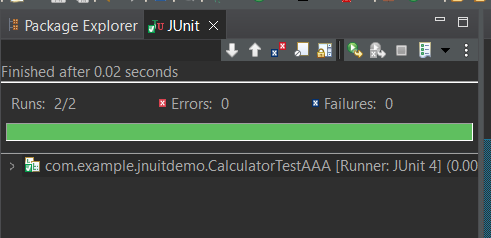 Package Explorer JUnit
Finished after 0.02 seconds
Runs: 2/2 Errors: 0 Failures: 0
com.example.jnuitdemo.CalculatorTestAAA [Runner: JUnit 4] (0.00